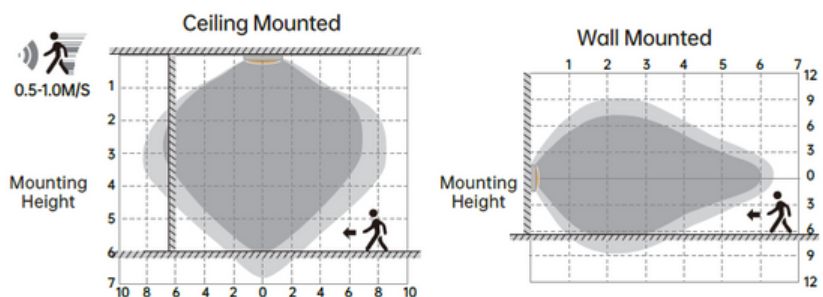 Ceiling Mounted
0.5-1.0M/S
1
2
3
4
5
6
7
Mounting
Height
10 8 6 4 2 0 2 4 6 8 10
Wall Mounted
1 2 3 4 5 6 7
12
9
6
3
0
3
6
9
12
Mounting
Height